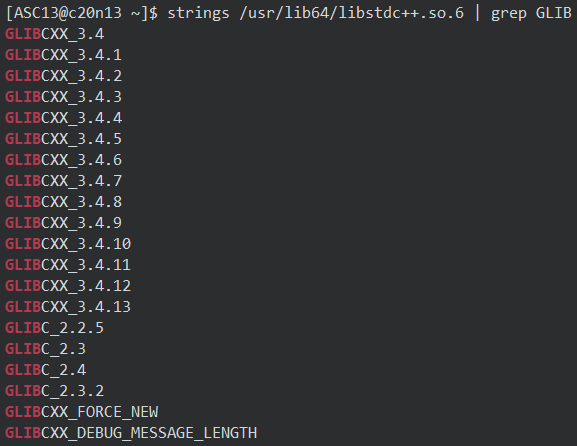 [ASC13@c20n13 ~]$ strings /usr/lib64/libstdc++.so.6 | grep GLIB
GLIBCXX_3.4
GLIBCXX_3.4.1
GLIBCXX_3.4.2
GLIBCXX_3.4.3
GLIBCXX_3.4.4
GLIBCXX_3.4.5
GLIBCXX_3.4.6
GLIBCXX_3.4.7
GLIBCXX_3.4.8
GLIBCXX_3.4.9
GLIBCXX_3.4.10
GLIBCXX_3.4.11
GLIBCXX_3.4.12
GLIBCXX_3.4.13
GLIBC_2.2.5
GLIBC_2.3
GLIBC_2.4
GLIBC_2.3.2
GLIBCXX_FORCE_NEW
GLIBCXX_DEBUG_MESSAGE_LENGTH